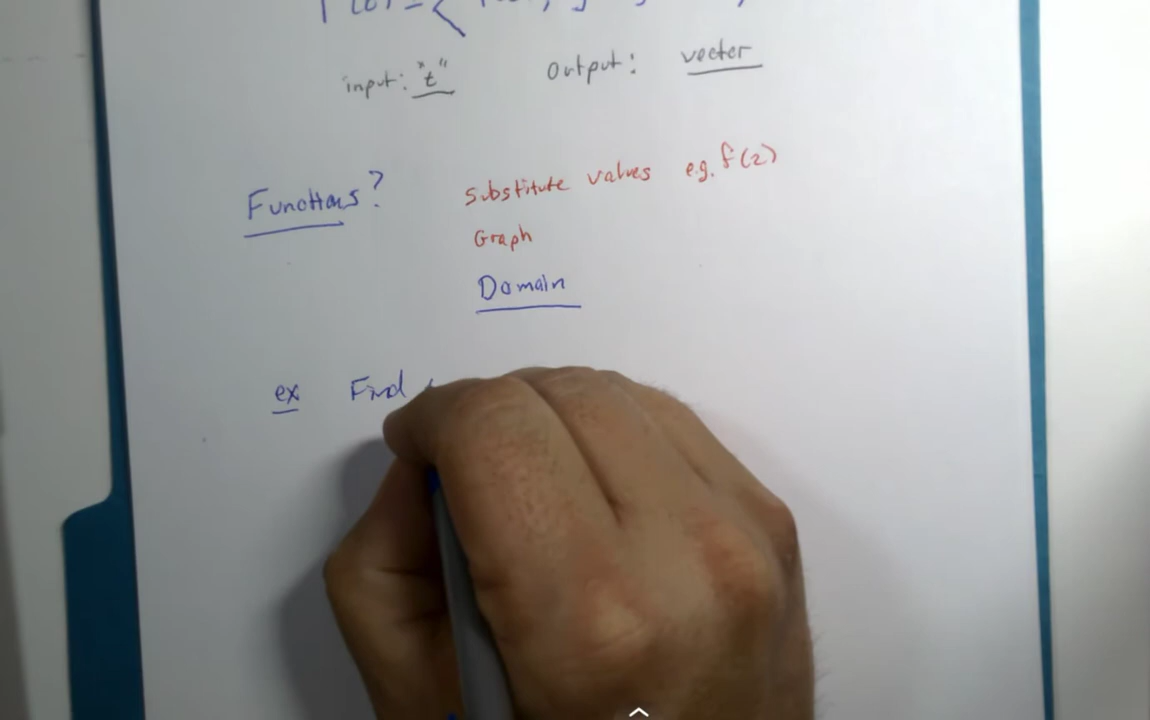 input: "t" Output: vector
Functions? Substitute values e.g. f(2)
Graph
Domain
ex Find